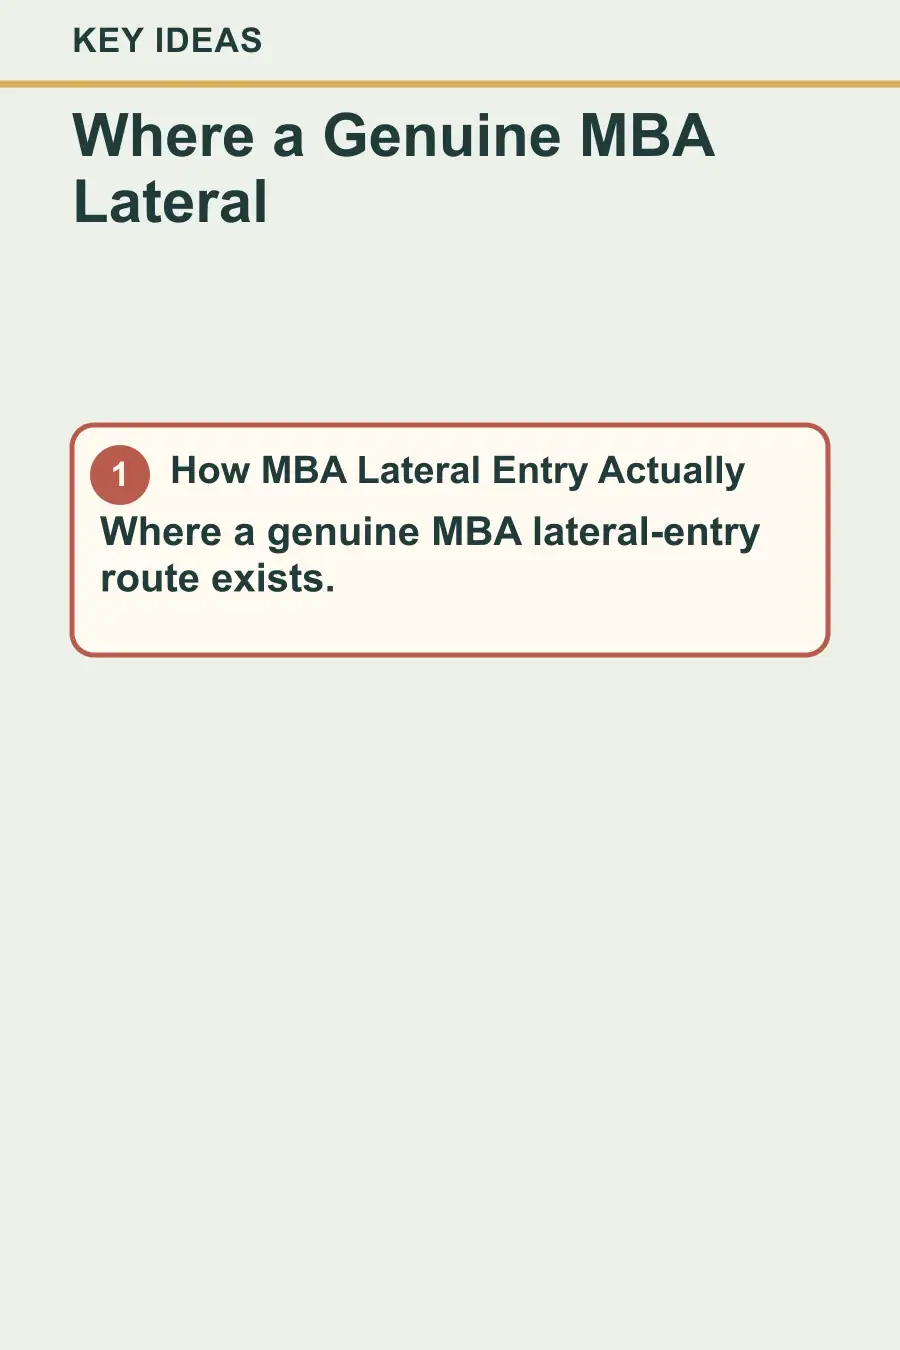 KEY IDEAS
Where a Genuine MBA
Lateral
1 How MBA Lateral Entry Actually
Where a genuine MBA lateral-entry
route exists.